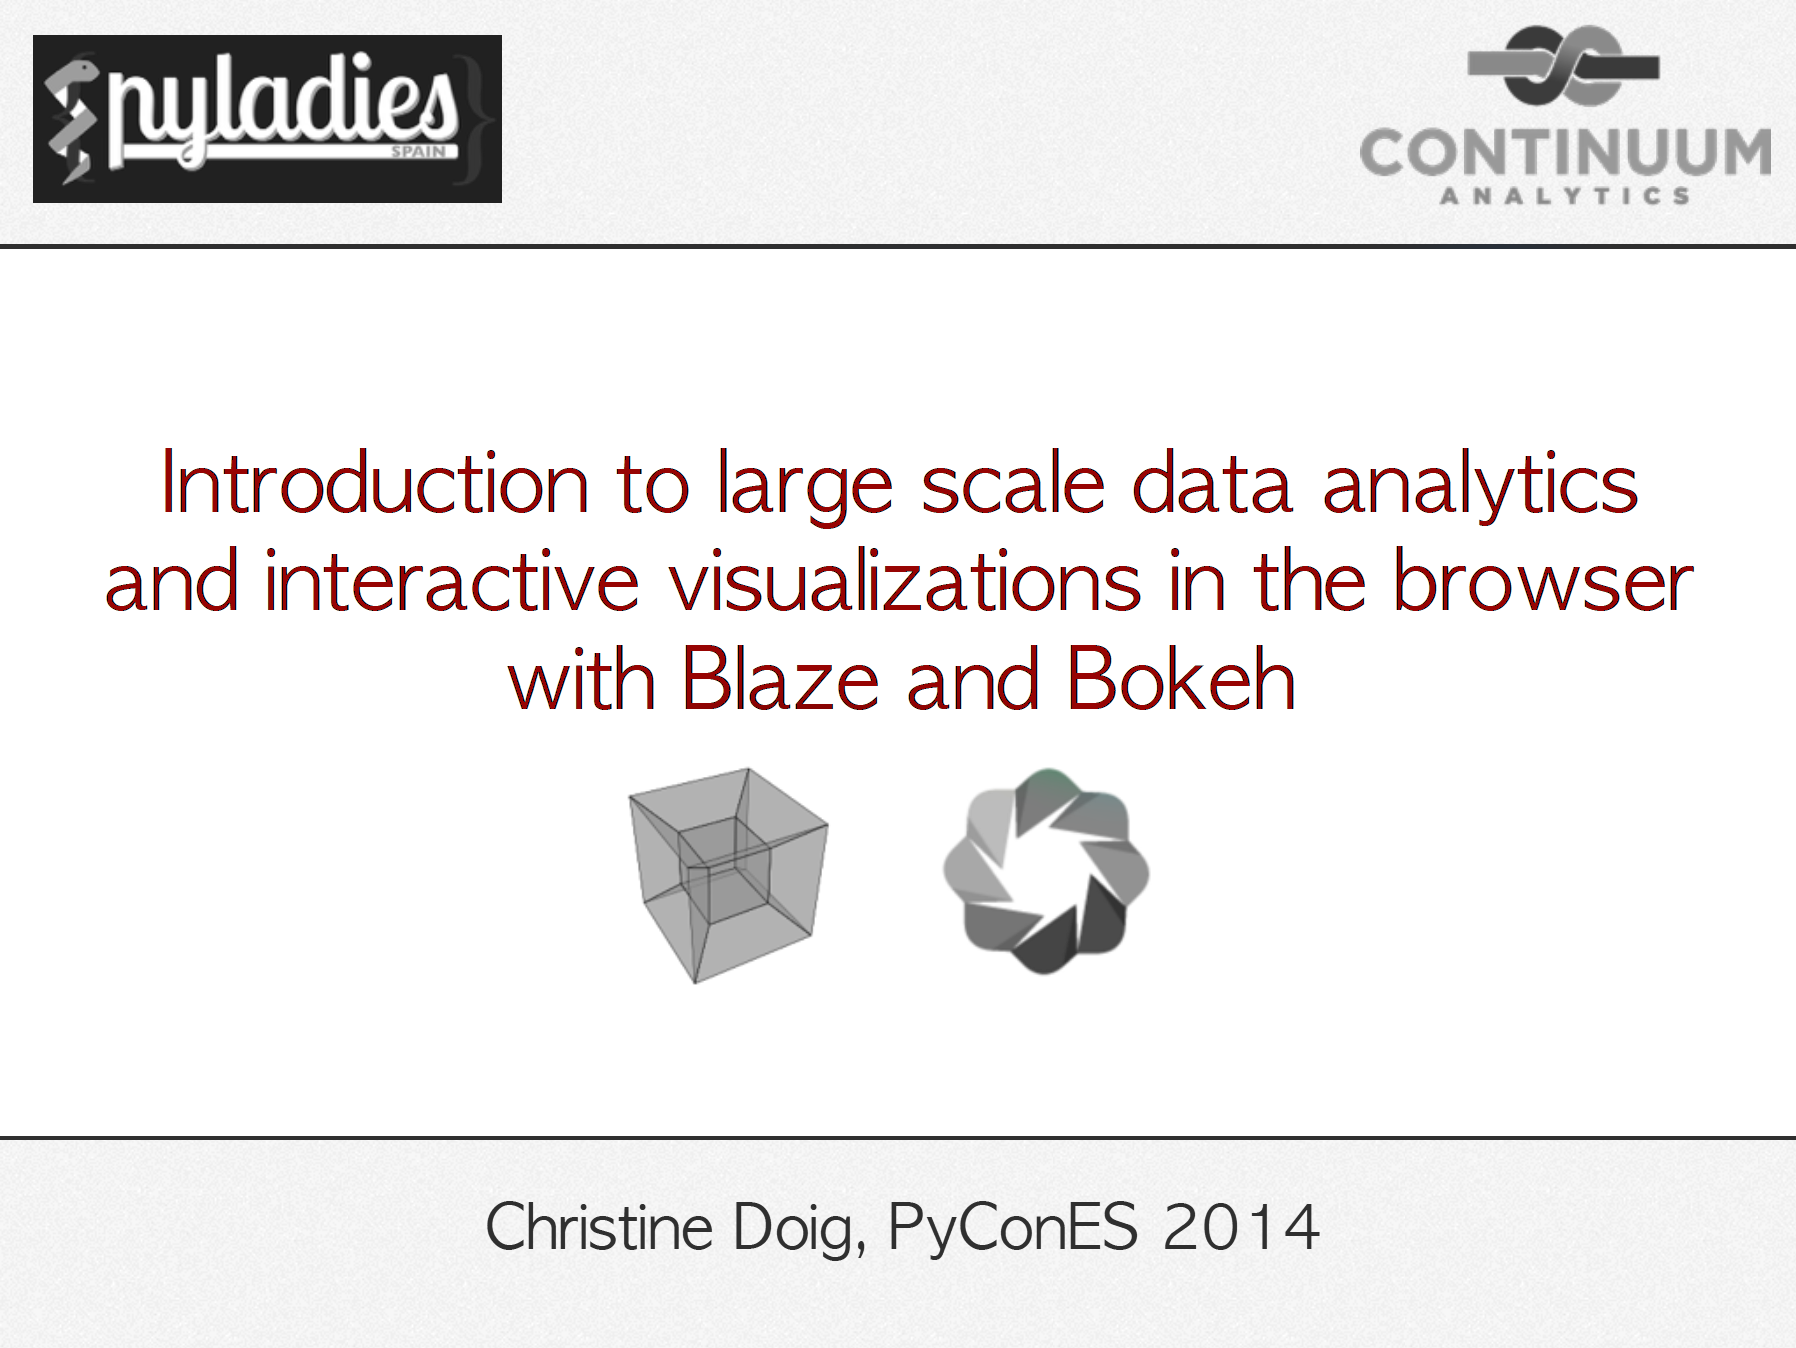 pyladies
SPAIN
CONTINUUM
ANALYTICS
Introduction to large scale data analytics
and interactive visualizations in the browser
with Blaze and Bokeh
Christine Doig, PyConES 2014